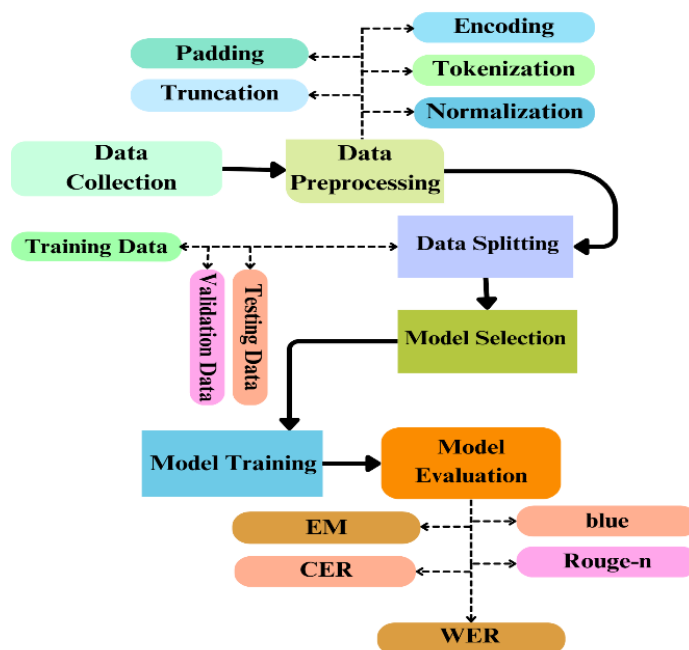 Encoding
Padding
Tokenization
Truncation
Normalization
Data
Collection
Data
Preprocessing
Training Data
Data Splitting
Validation Data
Testing Data
Model Selection
Model Training
Model
Evaluation
EM
blue
CER
Rouge-n
WER